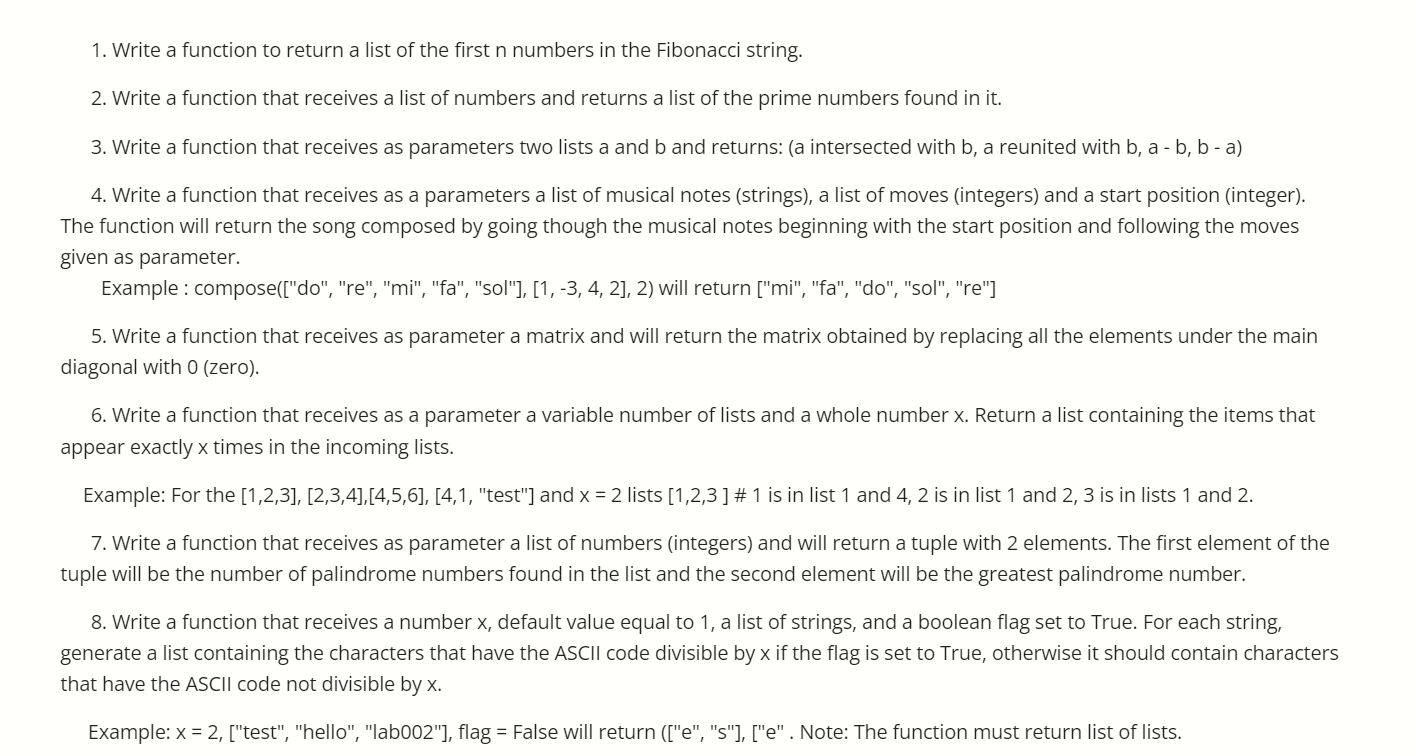 1. Write a function to return a list of the first n numbers in the Fibonacci string.
2. Write a function that receives a list of numbers and returns a list of the prime numbers found in it.
3. Write a function that receives as parameters two lists a and b and returns: (a intersected with b, a reunited with b, a - b, b - a)
4. Write a function that receives as a parameters a list of musical notes (strings), a list of moves (integers) and a start position (integer).
The function will return the song composed by going though the musical notes beginning with the start position and following the moves
given as parameter.
Example : compose(["do", "re", "mi", "fa", "sol"], [1, -3, 4, 2], 2) will return ["mi", "fa", "do", "sol", "re"]
5. Write a function that receives as parameter a matrix and will return the matrix obtained by replacing all the elements under the main
diagonal with 0 (zero).
6. Write a function that receives as a parameter a variable number of lists and a whole number x. Return a list containing the items that
appear exactly x times in the incoming lists.
Example: For the [1,2,3], [2,3,4],[4,5,6], [4,1, "test"] and x = 2 lists [1,2,3 ] # 1 is in list 1 and 4, 2 is in list 1 and 2, 3 is in lists 1 and 2.
7. Write a function that receives as parameter a list of numbers (integers) and will return a tuple with 2 elements. The first element of the
tuple will be the number of palindrome numbers found in the list and the second element will be the greatest palindrome number.
8. Write a function that receives a number x, default value equal to 1, a list of strings, and a boolean flag set to True. For each string,
generate a list containing the characters that have the ASCII code divisible by x if the flag is set to True, otherwise it should contain characters
that have the ASCII code not divisible by x.
Example: x = 2, ["test", "hello", "lab002"], flag = False will return (["e", "s"], ["e" . Note: The function must return list of lists.